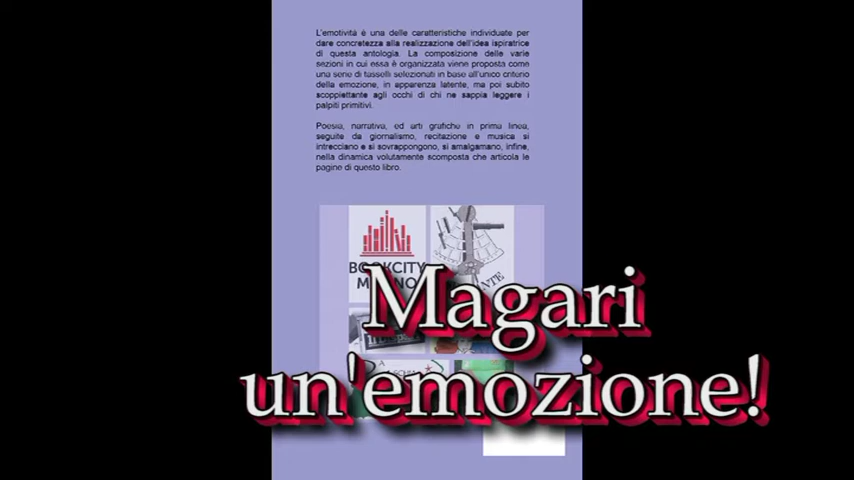 L'emotività è una delle caratteristiche individuate per
dare concretezza alla realizzazione dell'idea ispiratrice
di questa antologia. La composizione delle varie
sezioni in cui essa è organizzata viene proposta come
una serie di tasselli selezionati in base all'unico criterio
della emozione, in apparenza latente, ma poi subito
scoppiettante agli occhi di chi ne sappia leggere i
palpiti primitivi.
Poesia, narrativa, ed arti grafiche in prima linea,
seguite da giornalismo, recitazione e musica si
intrecciano e si sovrappongono, si amalgamano, infine,
nella dinamica volutamente scomposta che articola le
pagine di questo libro.
BOOKCITY
Magari
un'emozione!